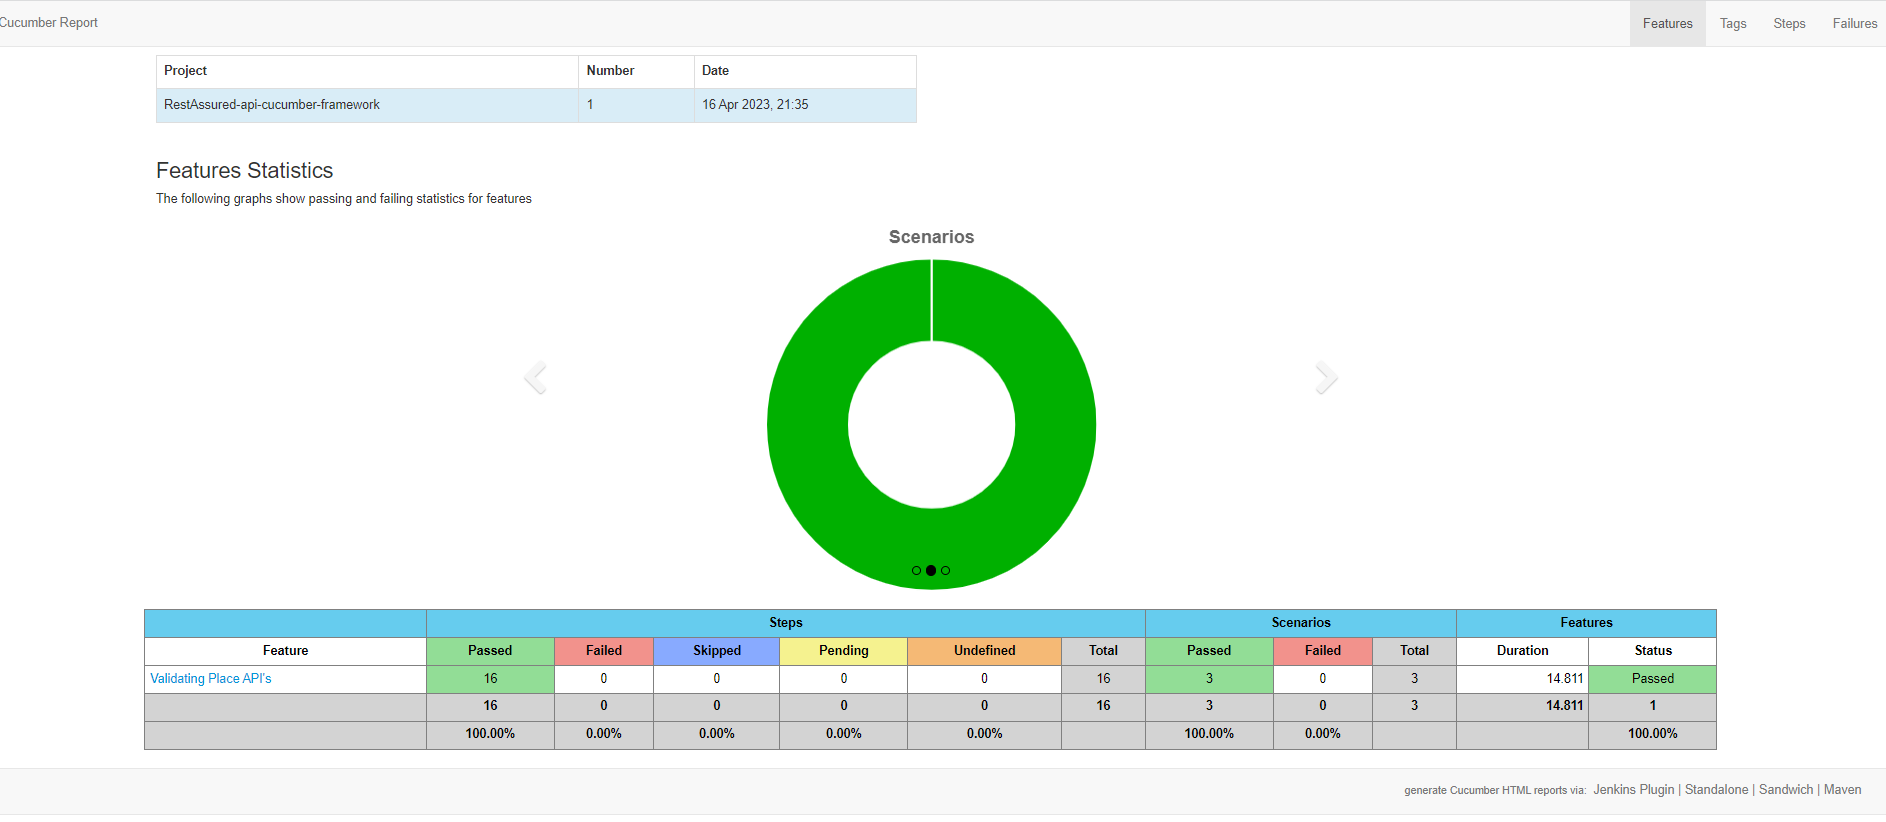 Cucumber Report Features Tags Steps Failures
Project Number Date
RestAssured-api-cucumber-framework 1 16 Apr 2023, 21:35
Features Statistics
The following graphs show passing and failing statistics for features
Scenarios
Steps Scenarios Features
Feature Passed Failed Skipped Pending Undefined Total Passed Failed Total Duration Status
Validating Place API's 16 0 0 0 0 16 3 0 3 14.811 Passed
16 0 0 0 0 16 3 0 3 14.811 1
100.00% 0.00% 0.00% 0.00% 0.00% 100.00% 0.00% 100.00%
generate Cucumber HTML reports via: Jenkins Plugin | Standalone | Sandwich | Maven